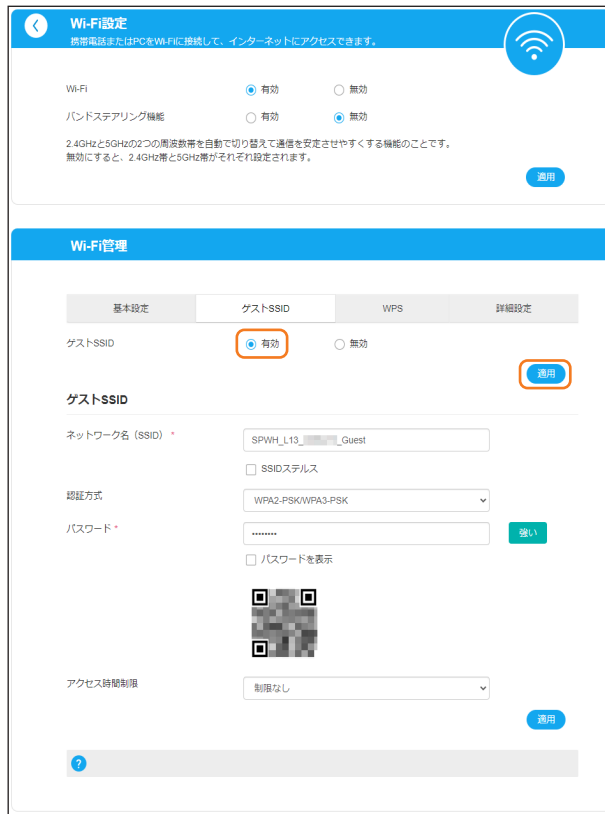 Wi-Fi設定
携帯電話またはPCをWi-Fiに接続して、インターネットにアクセスできます。
Wi-Fi 有効 無効
バンドステアリング機能 有効 無効
2.4GHzと5GHzの2つの周波数帯を自動で切り替えて通信を安定させやすくする機能のことです。
無効にすると、2.4GHz帯と5GHz帯がそれぞれ設定されます。
適用
Wi-Fi管理
基本設定 ゲストSSID WPS 詳細設定
ゲストSSID 有効 無効
適用
ゲストSSID
ネットワーク名（SSID） * SPWH_L13_ _Guest
SSIDステルス
認証方式 WPA2-PSK/WPA3-PSK
パスワード * ········ 強い
パスワードを表示
アクセス時間制限 制限なし
適用
?